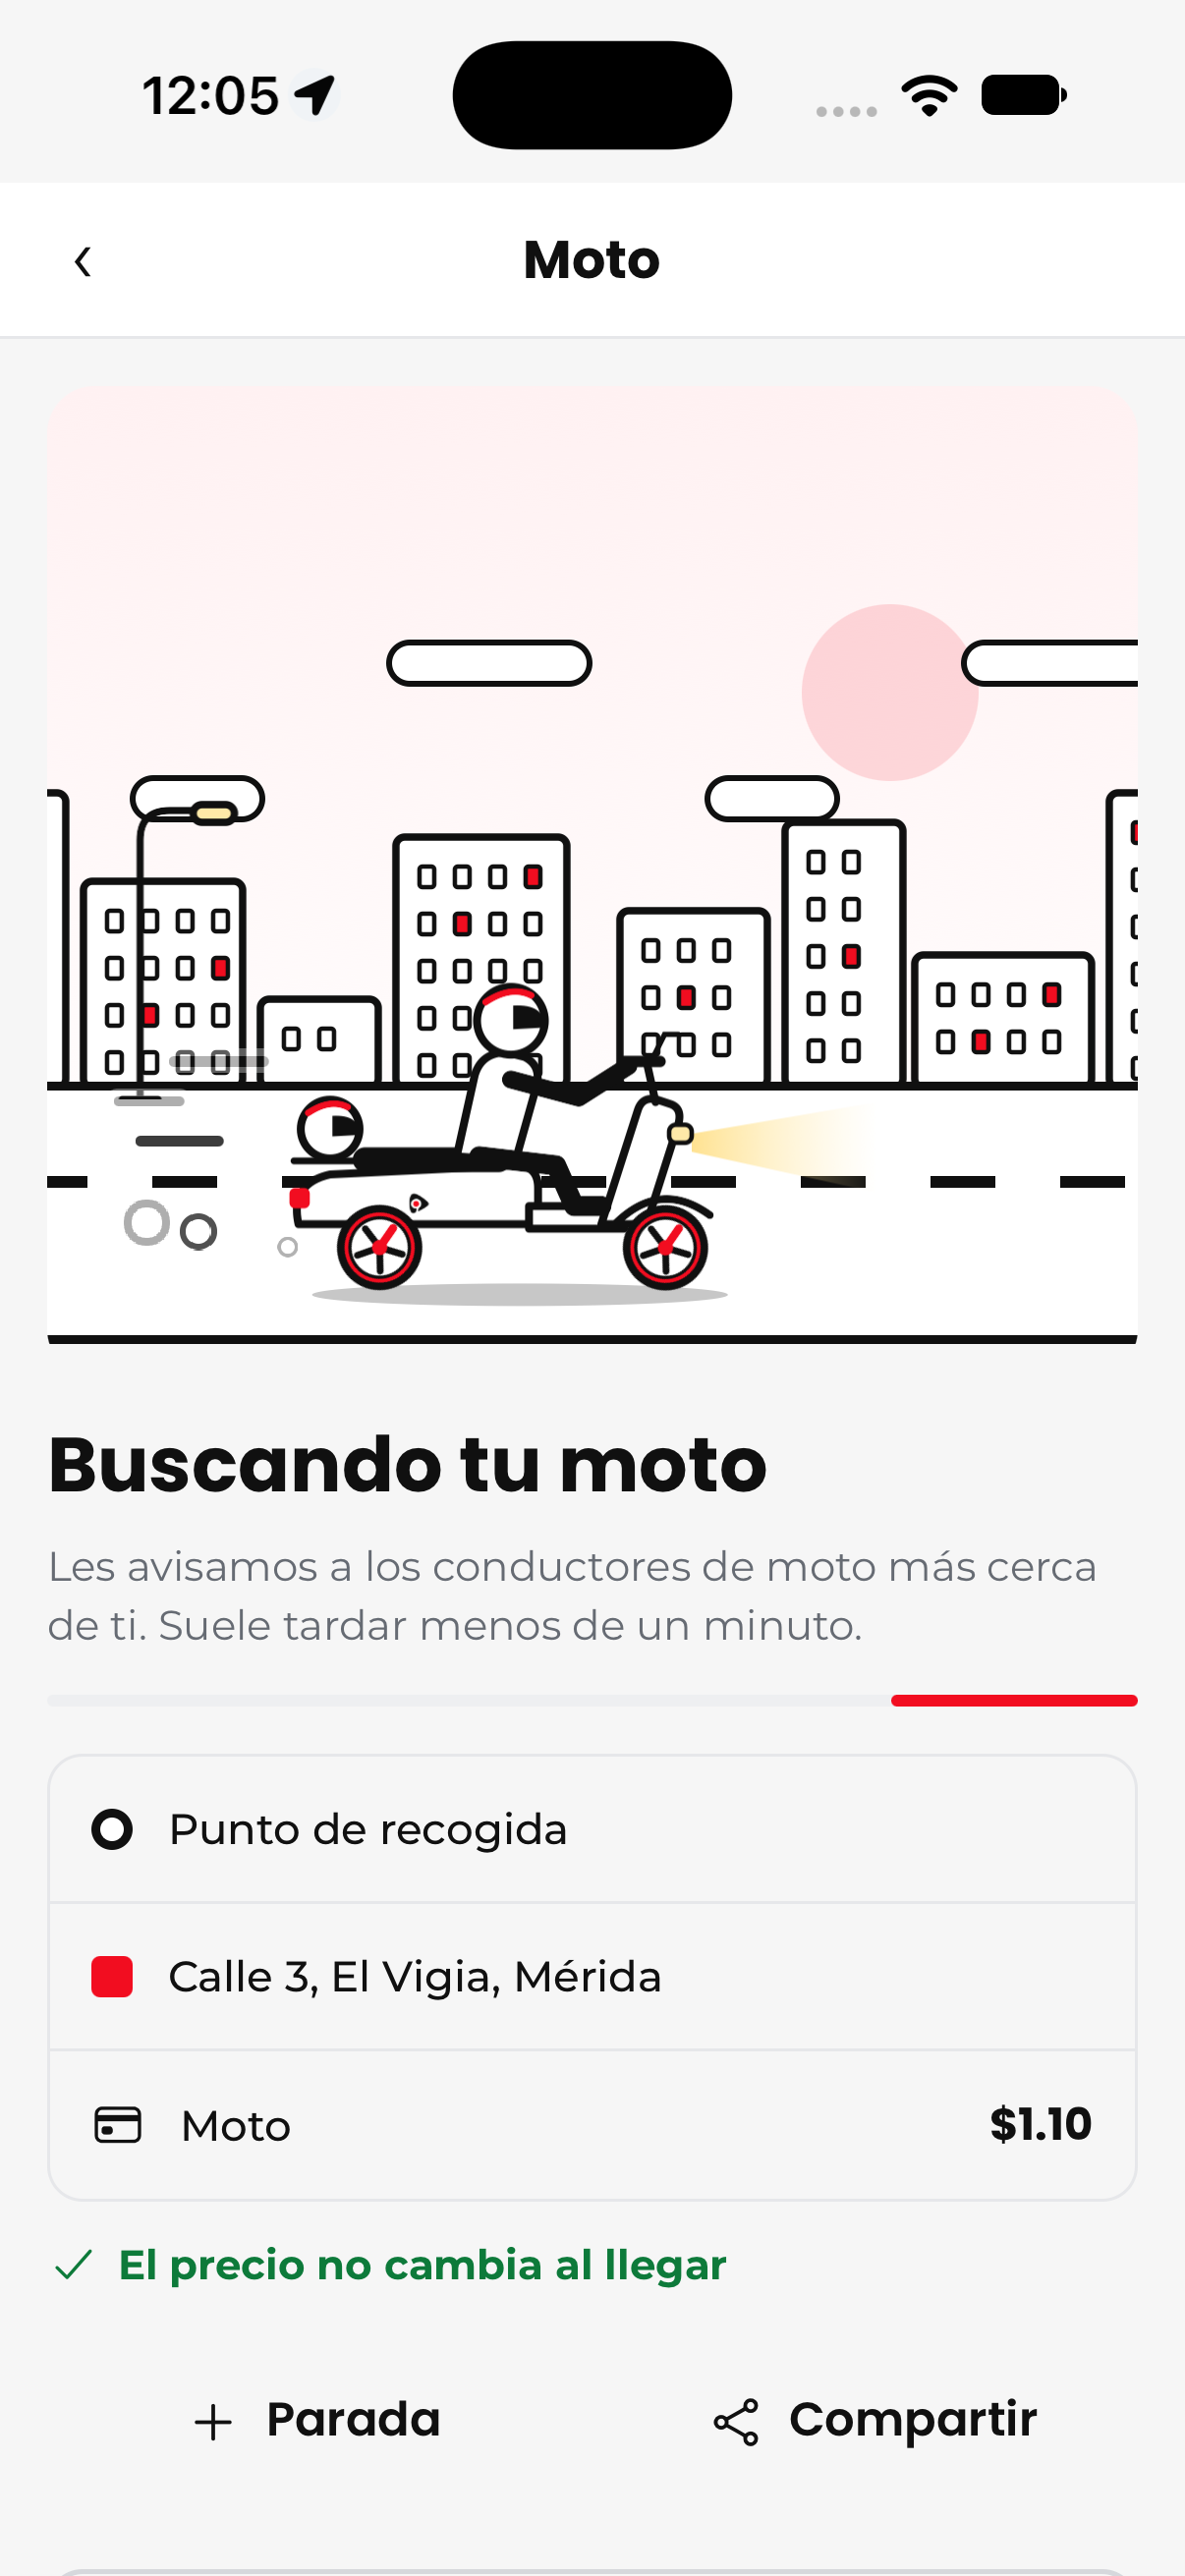 12:05
Moto
Buscando tu moto
Les avisamos a los conductores de moto más cerca
de ti. Suele tardar menos de un minuto.
Punto de recogida
Calle 3, El Vigia, Mérida
Moto $1.10
El precio no cambia al llegar
Parada Compartir